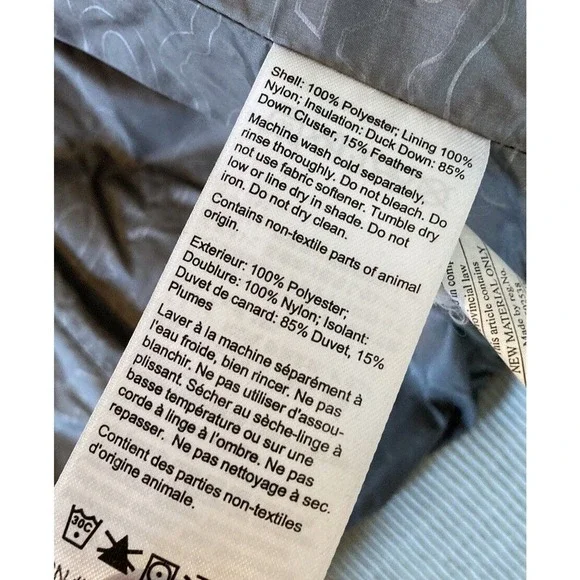 Shell: 100% Polyester; Lining 100%
Nylon; Insulation: Duck Down: 85%
Down Cluster, 15% Feathers
Machine wash cold separately,
rinse thoroughly. Do not bleach. Do
not use fabric softener. Tumble dry
low or line dry in shade. Do not
iron. Do not dry clean.
Contains non-textile parts of animal
origin.
Exterieur: 100% Polyester;
Doublure: 100% Nylon; Isolant:
Duvet de canard: 85% Duvet, 15%
Plumes
Laver à la machine séparément à
l'eau froide, bien rincer. Ne pas
blanchir. Ne pas utiliser d'assou-
plissant. Sécher au sèche-linge à
basse température ou sur une
corde à linge à l'ombre. Ne pas
repasser. Ne pas nettoyage à sec.
Contient des parties non-textiles
d'origine animale.
30C
provincial law
this article contains ONLY
NEW MATERIAL
Made by reg. No.